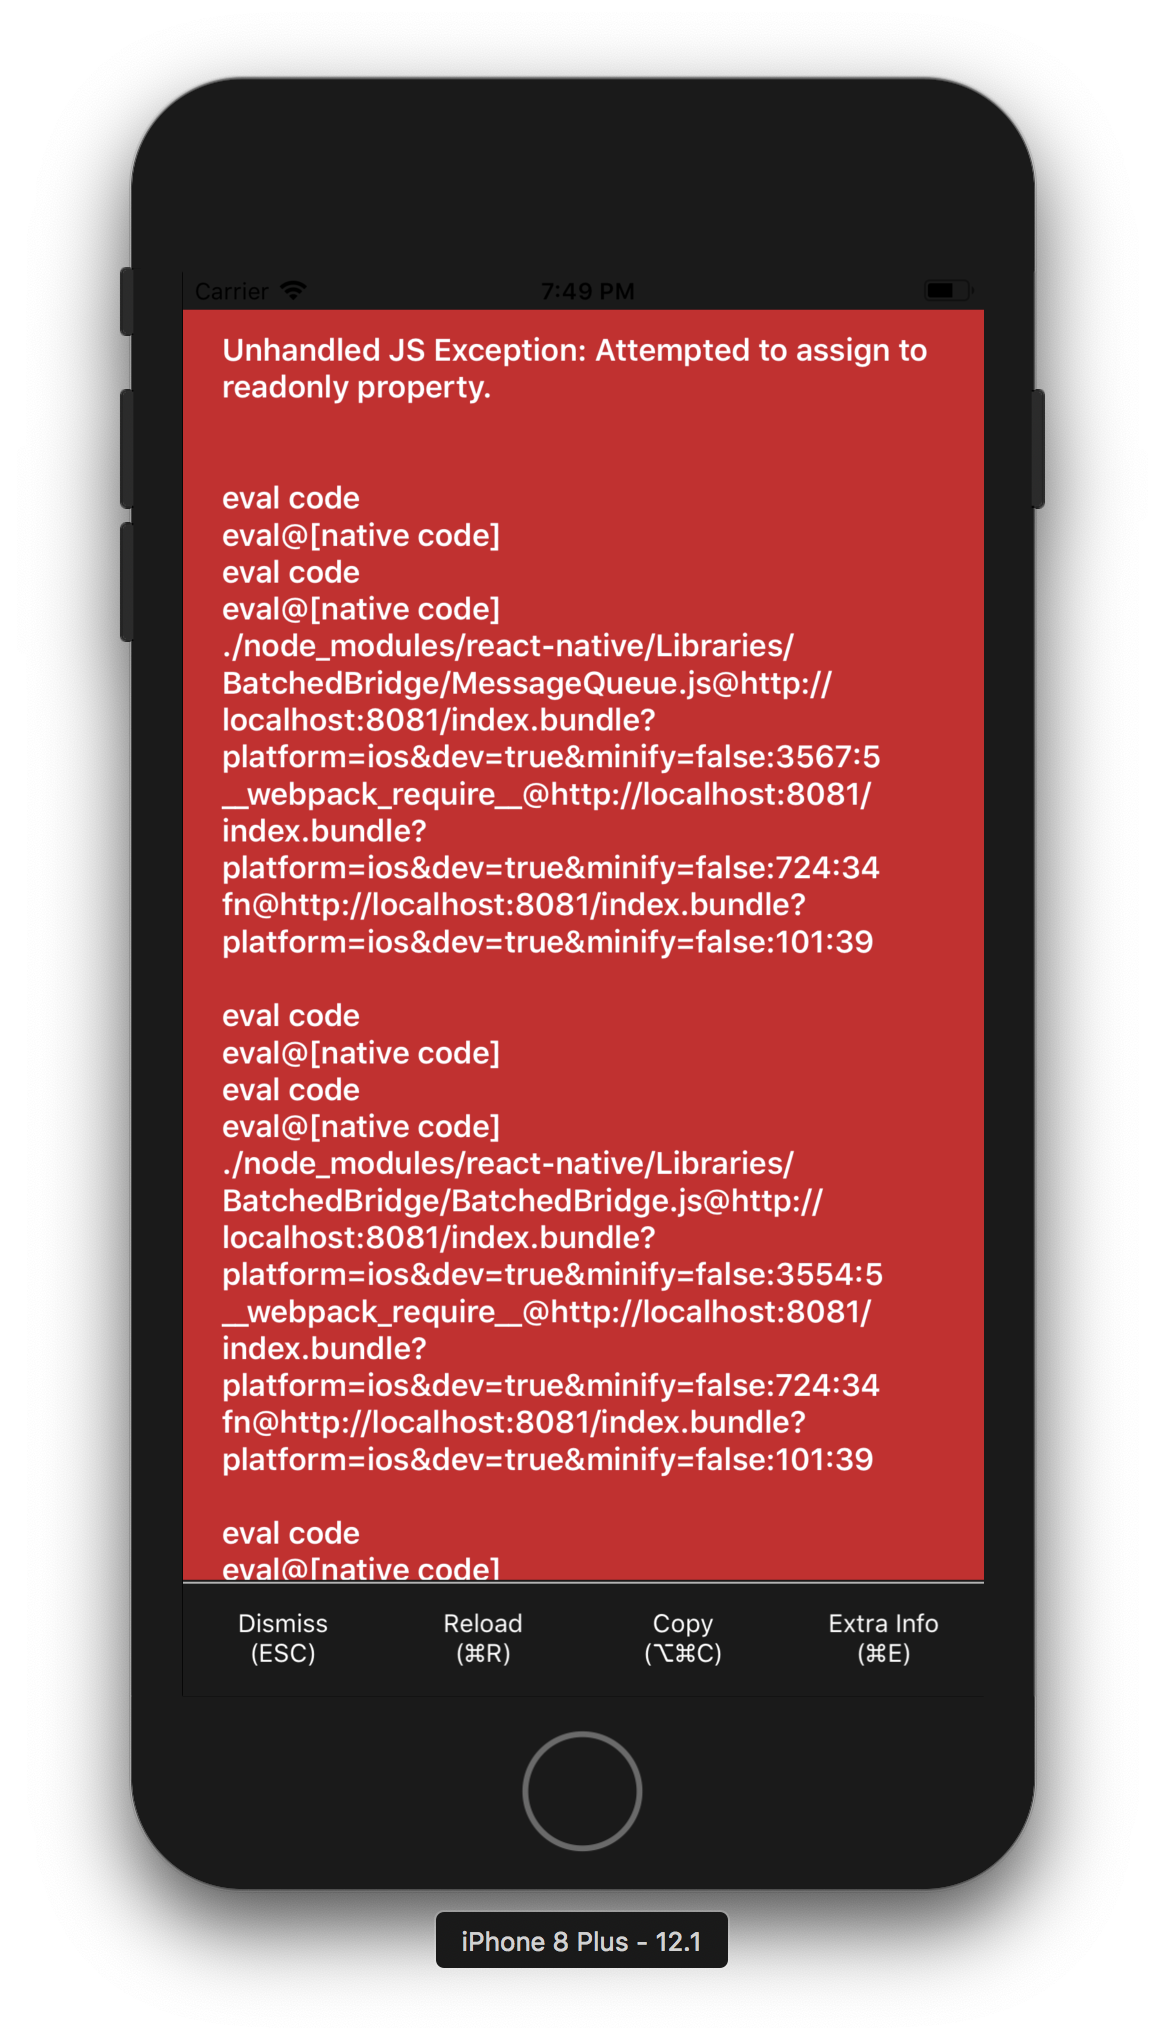 Carrier 7:49 PM
Unhandled JS Exception: Attempted to assign to
readonly property.
eval code
eval@[native code]
eval code
eval@[native code]
./node_modules/react-native/Libraries/
BatchedBridge/MessageQueue.js@http://
localhost:8081/index.bundle?
platform=ios&dev=true&minify=false:3567:5
__webpack_require__@http://localhost:8081/
index.bundle?
platform=ios&dev=true&minify=false:724:34
fn@http://localhost:8081/index.bundle?
platform=ios&dev=true&minify=false:101:39
eval code
eval@[native code]
eval code
eval@[native code]
./node_modules/react-native/Libraries/
BatchedBridge/BatchedBridge.js@http://
localhost:8081/index.bundle?
platform=ios&dev=true&minify=false:3554:5
__webpack_require__@http://localhost:8081/
index.bundle?
platform=ios&dev=true&minify=false:724:34
fn@http://localhost:8081/index.bundle?
platform=ios&dev=true&minify=false:101:39
eval code
eval@[native code]
Dismiss Reload Copy Extra Info
(ESC) (⌘R) (⌥⌘C) (⌘E)
iPhone 8 Plus - 12.1